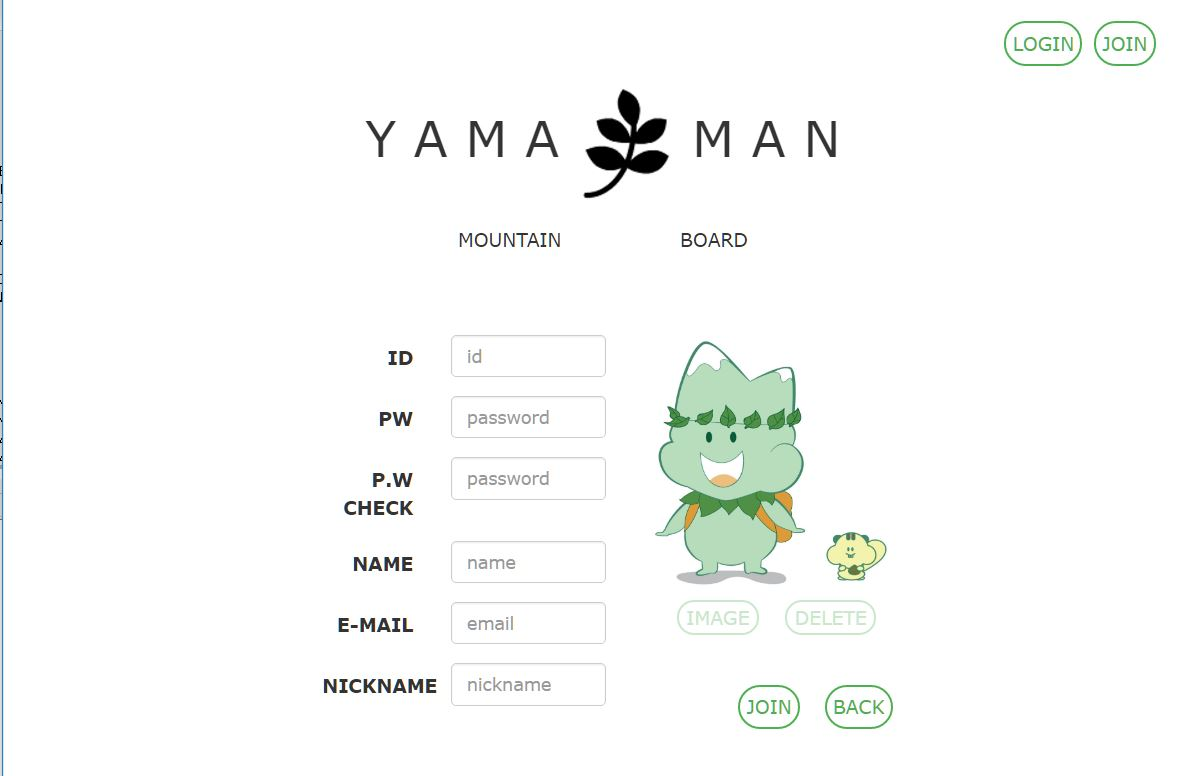 LOGIN JOIN
YAMA MAN
MOUNTAIN BOARD
ID id
PW password
P.W password
CHECK
NAME name
E-MAIL email
NICKNAME nickname
IMAGE DELETE
JOIN BACK